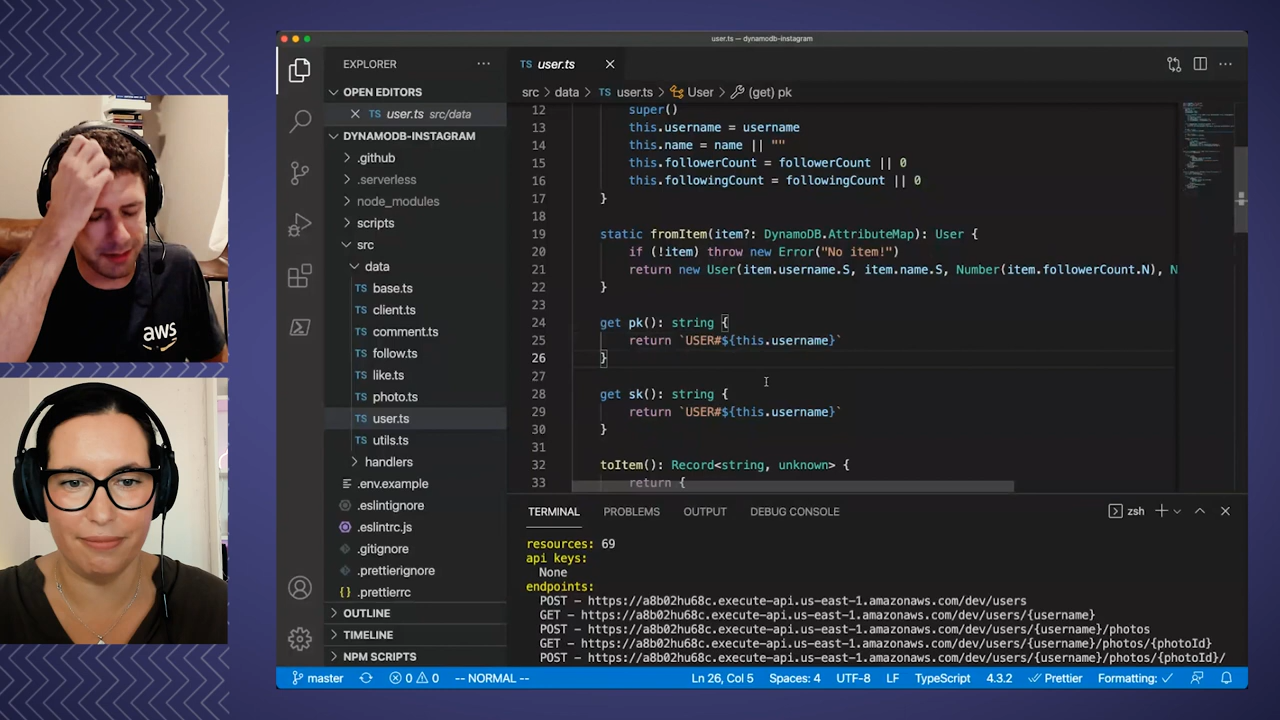 user.ts — dynamodb-instagram
EXPLORER
OPEN EDITORS
user.ts src/data
DYNAMODB-INSTAGRAM
.github
.serverless
node_modules
scripts
src
data
base.ts
client.ts
comment.ts
follow.ts
like.ts
photo.ts
user.ts
utils.ts
handlers
.env.example
.eslintignore
.eslintrc.js
.gitignore
.prettierignore
.prettierrc
OUTLINE
TIMELINE
NPM SCRIPTS
TS user.ts
src > data > TS user.ts > User > (get) pk
12 super()
13 this.username = username
14 this.name = name || ""
15 this.followerCount = followerCount || 0
16 this.followingCount = followingCount || 0
17 }
18
19 static fromItem(item?: DynamoDB.AttributeMap): User {
20 if (!item) throw new Error("No item!")
21 return new User(item.username.S, item.name.S, Number(item.followerCount.N), N
22 }
23
24 get pk(): string {
25 return `USER#${this.username}`
26 }
27
28 get sk(): string {
29 return `USER#${this.username}`
30 }
31
32 toItem(): Record<string, unknown> {
33 return {
TERMINAL PROBLEMS OUTPUT DEBUG CONSOLE zsh
resources: 69
api keys:
None
endpoints:
POST - https://a8b02hu68c.execute-api.us-east-1.amazonaws.com/dev/users
GET - https://a8b02hu68c.execute-api.us-east-1.amazonaws.com/dev/users/{username}
POST - https://a8b02hu68c.execute-api.us-east-1.amazonaws.com/dev/users/{username}/photos
GET - https://a8b02hu68c.execute-api.us-east-1.amazonaws.com/dev/users/{username}/photos/{photoId}
POST - https://a8b02hu68c.execute-api.us-east-1.amazonaws.com/dev/users/{username}/photos/{photoId}/
master 0 0 -- NORMAL -- Ln 26, Col 5 Spaces: 4 UTF-8 LF TypeScript 4.3.2 Prettier Formatting: ✓
aws